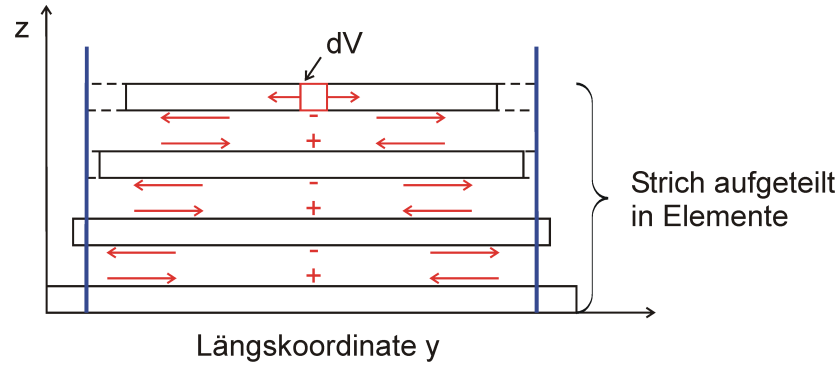 z
dV
-
+
-
+
-
+
Strich aufgeteilt
in Elemente
Längskoordinate y